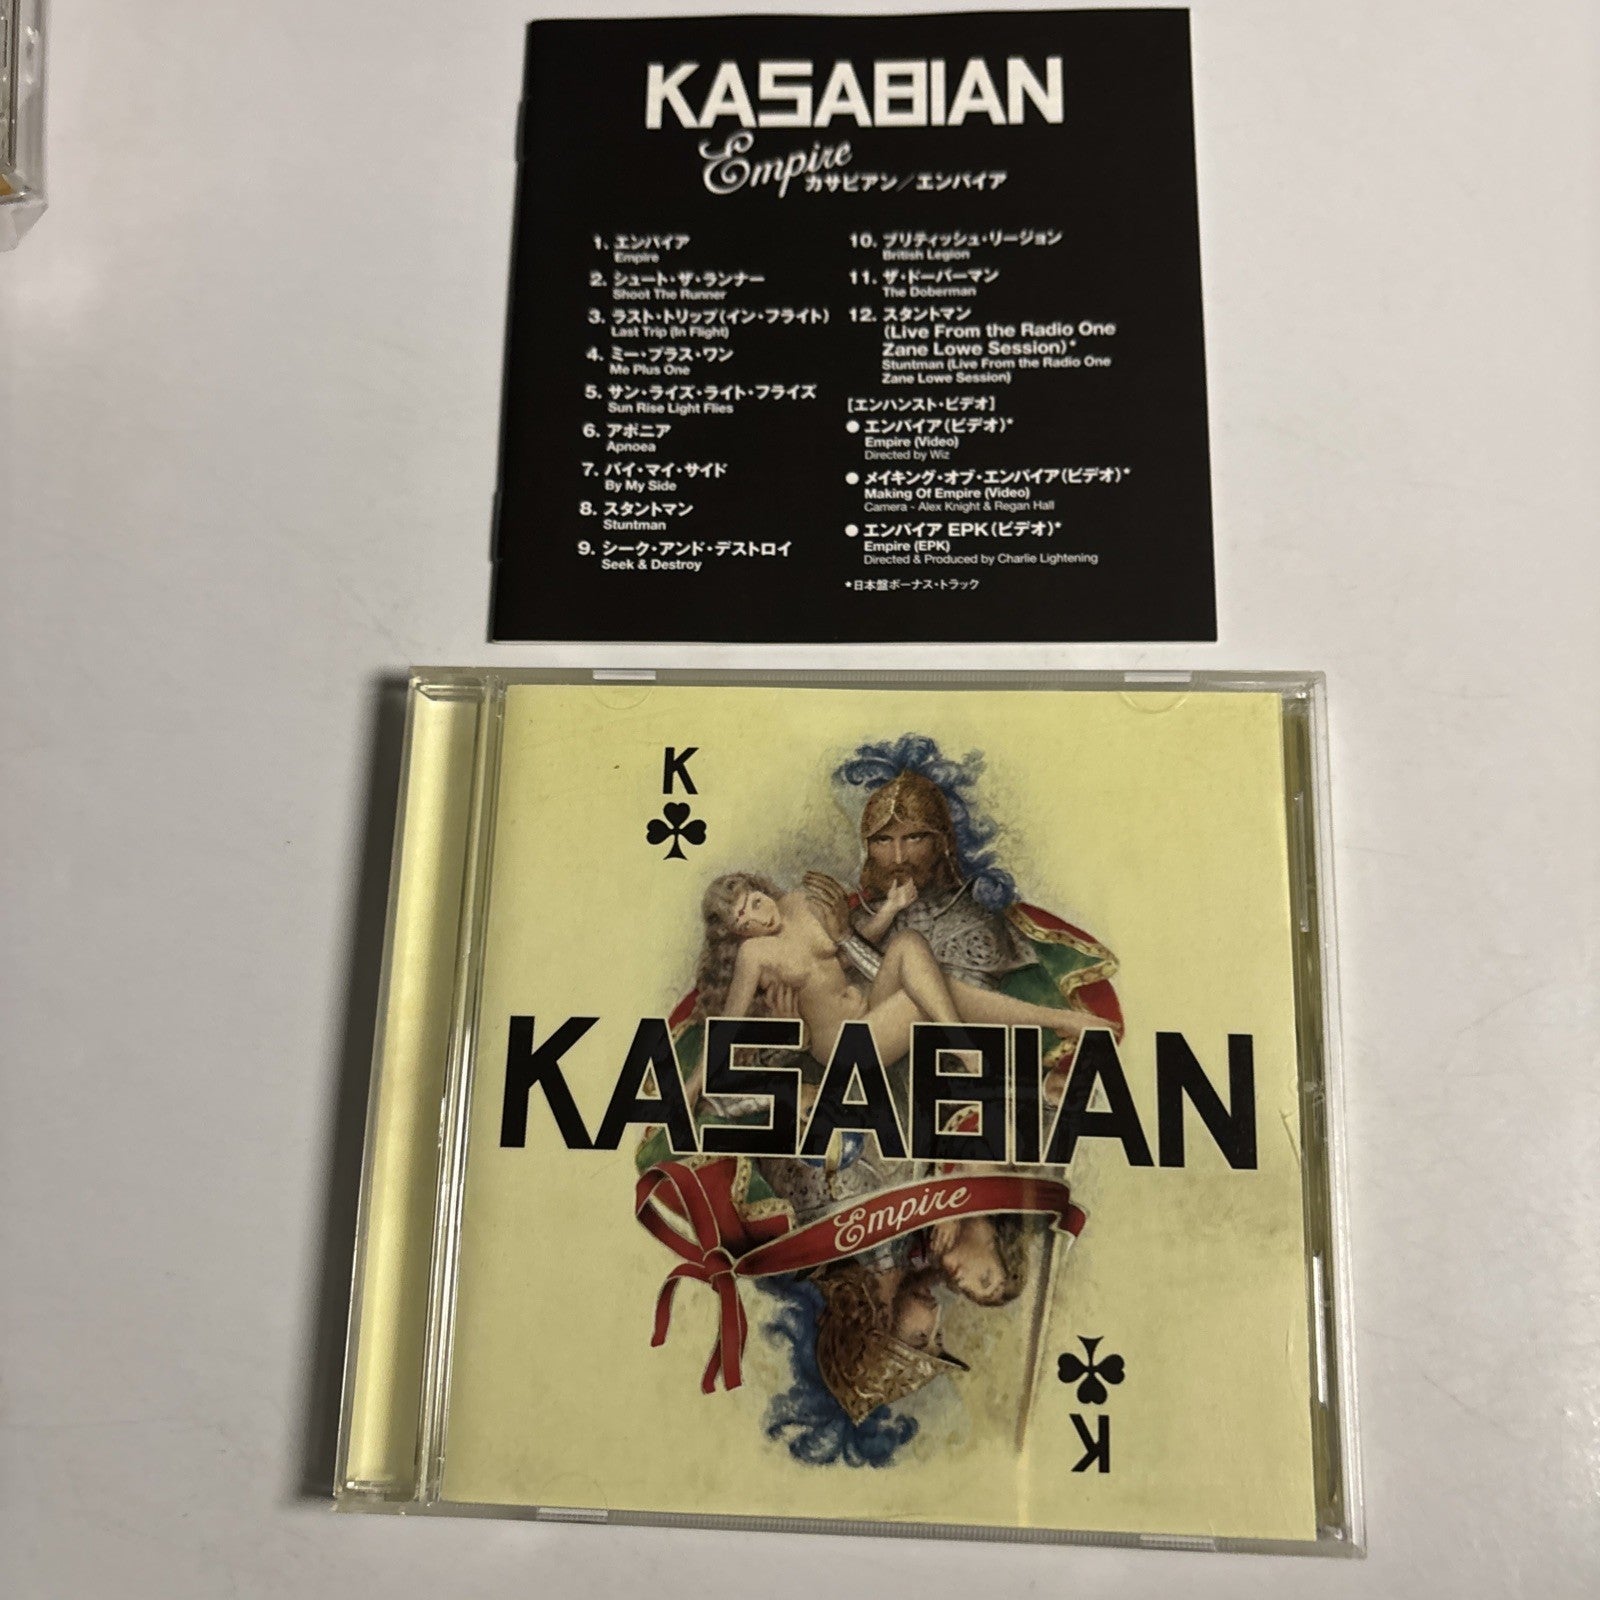 KASABIAN
Empire
カサビアン／エンパイア
1. エンパイア
Empire
2. シュート・ザ・ランナー
Shoot The Runner
3. ラスト・トリップ(イン・フライト)
Last Trip (In Flight)
4. ミー・プラス・ワン
Me Plus One
5. サン・ライズ・ライト・フライズ
Sun Rise Light Flies
6. アポニア
Apnoea
7. バイ・マイ・サイド
By My Side
8. スタントマン
Stuntman
9. シーク・アンド・デストロイ
Seek & Destroy
10. ブリティッシュ・リージョン
British Legion
11. ザ・ドーバーマン
The Doberman
12. スタントマン
(Live From the Radio One
Zane Lowe Session)*
Stuntman (Live From the Radio One
Zane Lowe Session)
[エンハンスト・ビデオ]
● エンパイア(ビデオ)*
Empire (Video)
Directed by Wiz
● メイキング・オブ・エンパイア(ビデオ)*
Making Of Empire (Video)
Camera - Alex Knight & Regan Hall
● エンパイア EPK(ビデオ)*
Empire (EPK)
Directed & Produced by Charlie Lightening
*日本盤ボーナス・トラック
K
KASABIAN
Empire
K